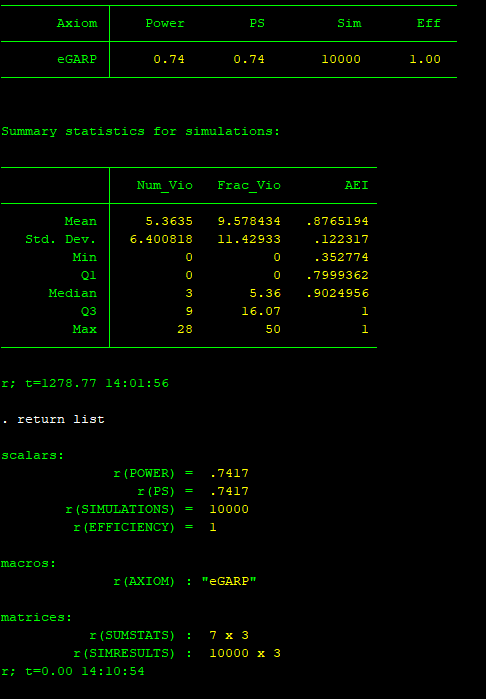 Axiom Power PS Sim Eff
eGARP 0.74 0.74 10000 1.00
Summary statistics for simulations:
Num_Vio Frac_Vio AEI
Mean 5.3635 9.578434 .8765194
Std. Dev. 6.400818 11.42933 .122317
Min 0 0 .352774
Q1 0 0 .7999362
Median 3 5.36 .9024956
Q3 9 16.07 1
Max 28 50 1
r; t=1278.77 14:01:56
. return list
scalars:
r(POWER) = .7417
r(PS) = .7417
r(SIMULATIONS) = 10000
r(EFFICIENCY) = 1
macros:
r(AXIOM) : "eGARP"
matrices:
r(SUMSTATS) : 7 x 3
r(SIMRESULTS) : 10000 x 3
r; t=0.00 14:10:54